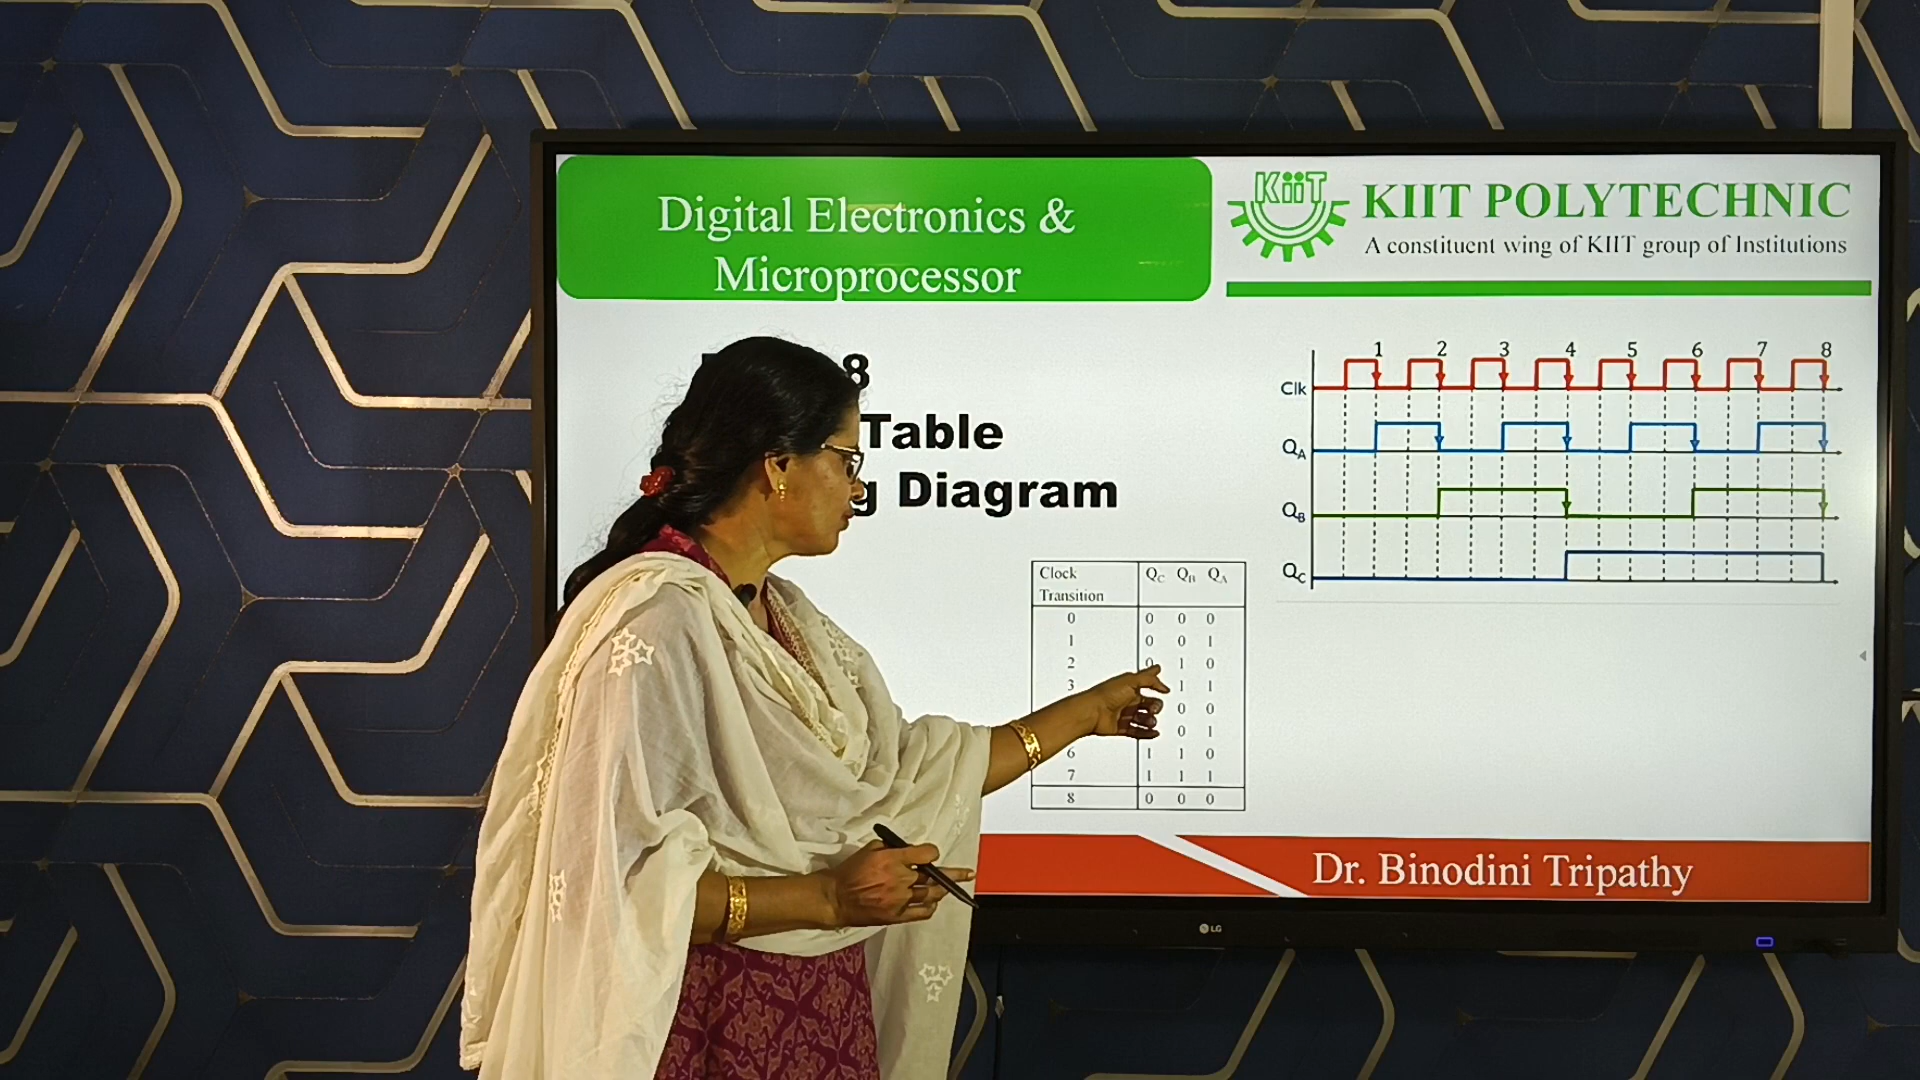 Digital Electronics &
Microprocessor
KiiT
KIIT POLYTECHNIC
A constituent wing of KIIT group of Institutions
8
Table
g Diagram
1 2 3 4 5 6 7 8
Clk
QA
QB
QC
Clock
Transition
QC QB QA
0 0 0 0
1 0 0 1
2 0 1 0
3 1 1
0 0
0 1
6 1 1 0
7 1 1 1
8 0 0 0
Dr. Binodini Tripathy
LG